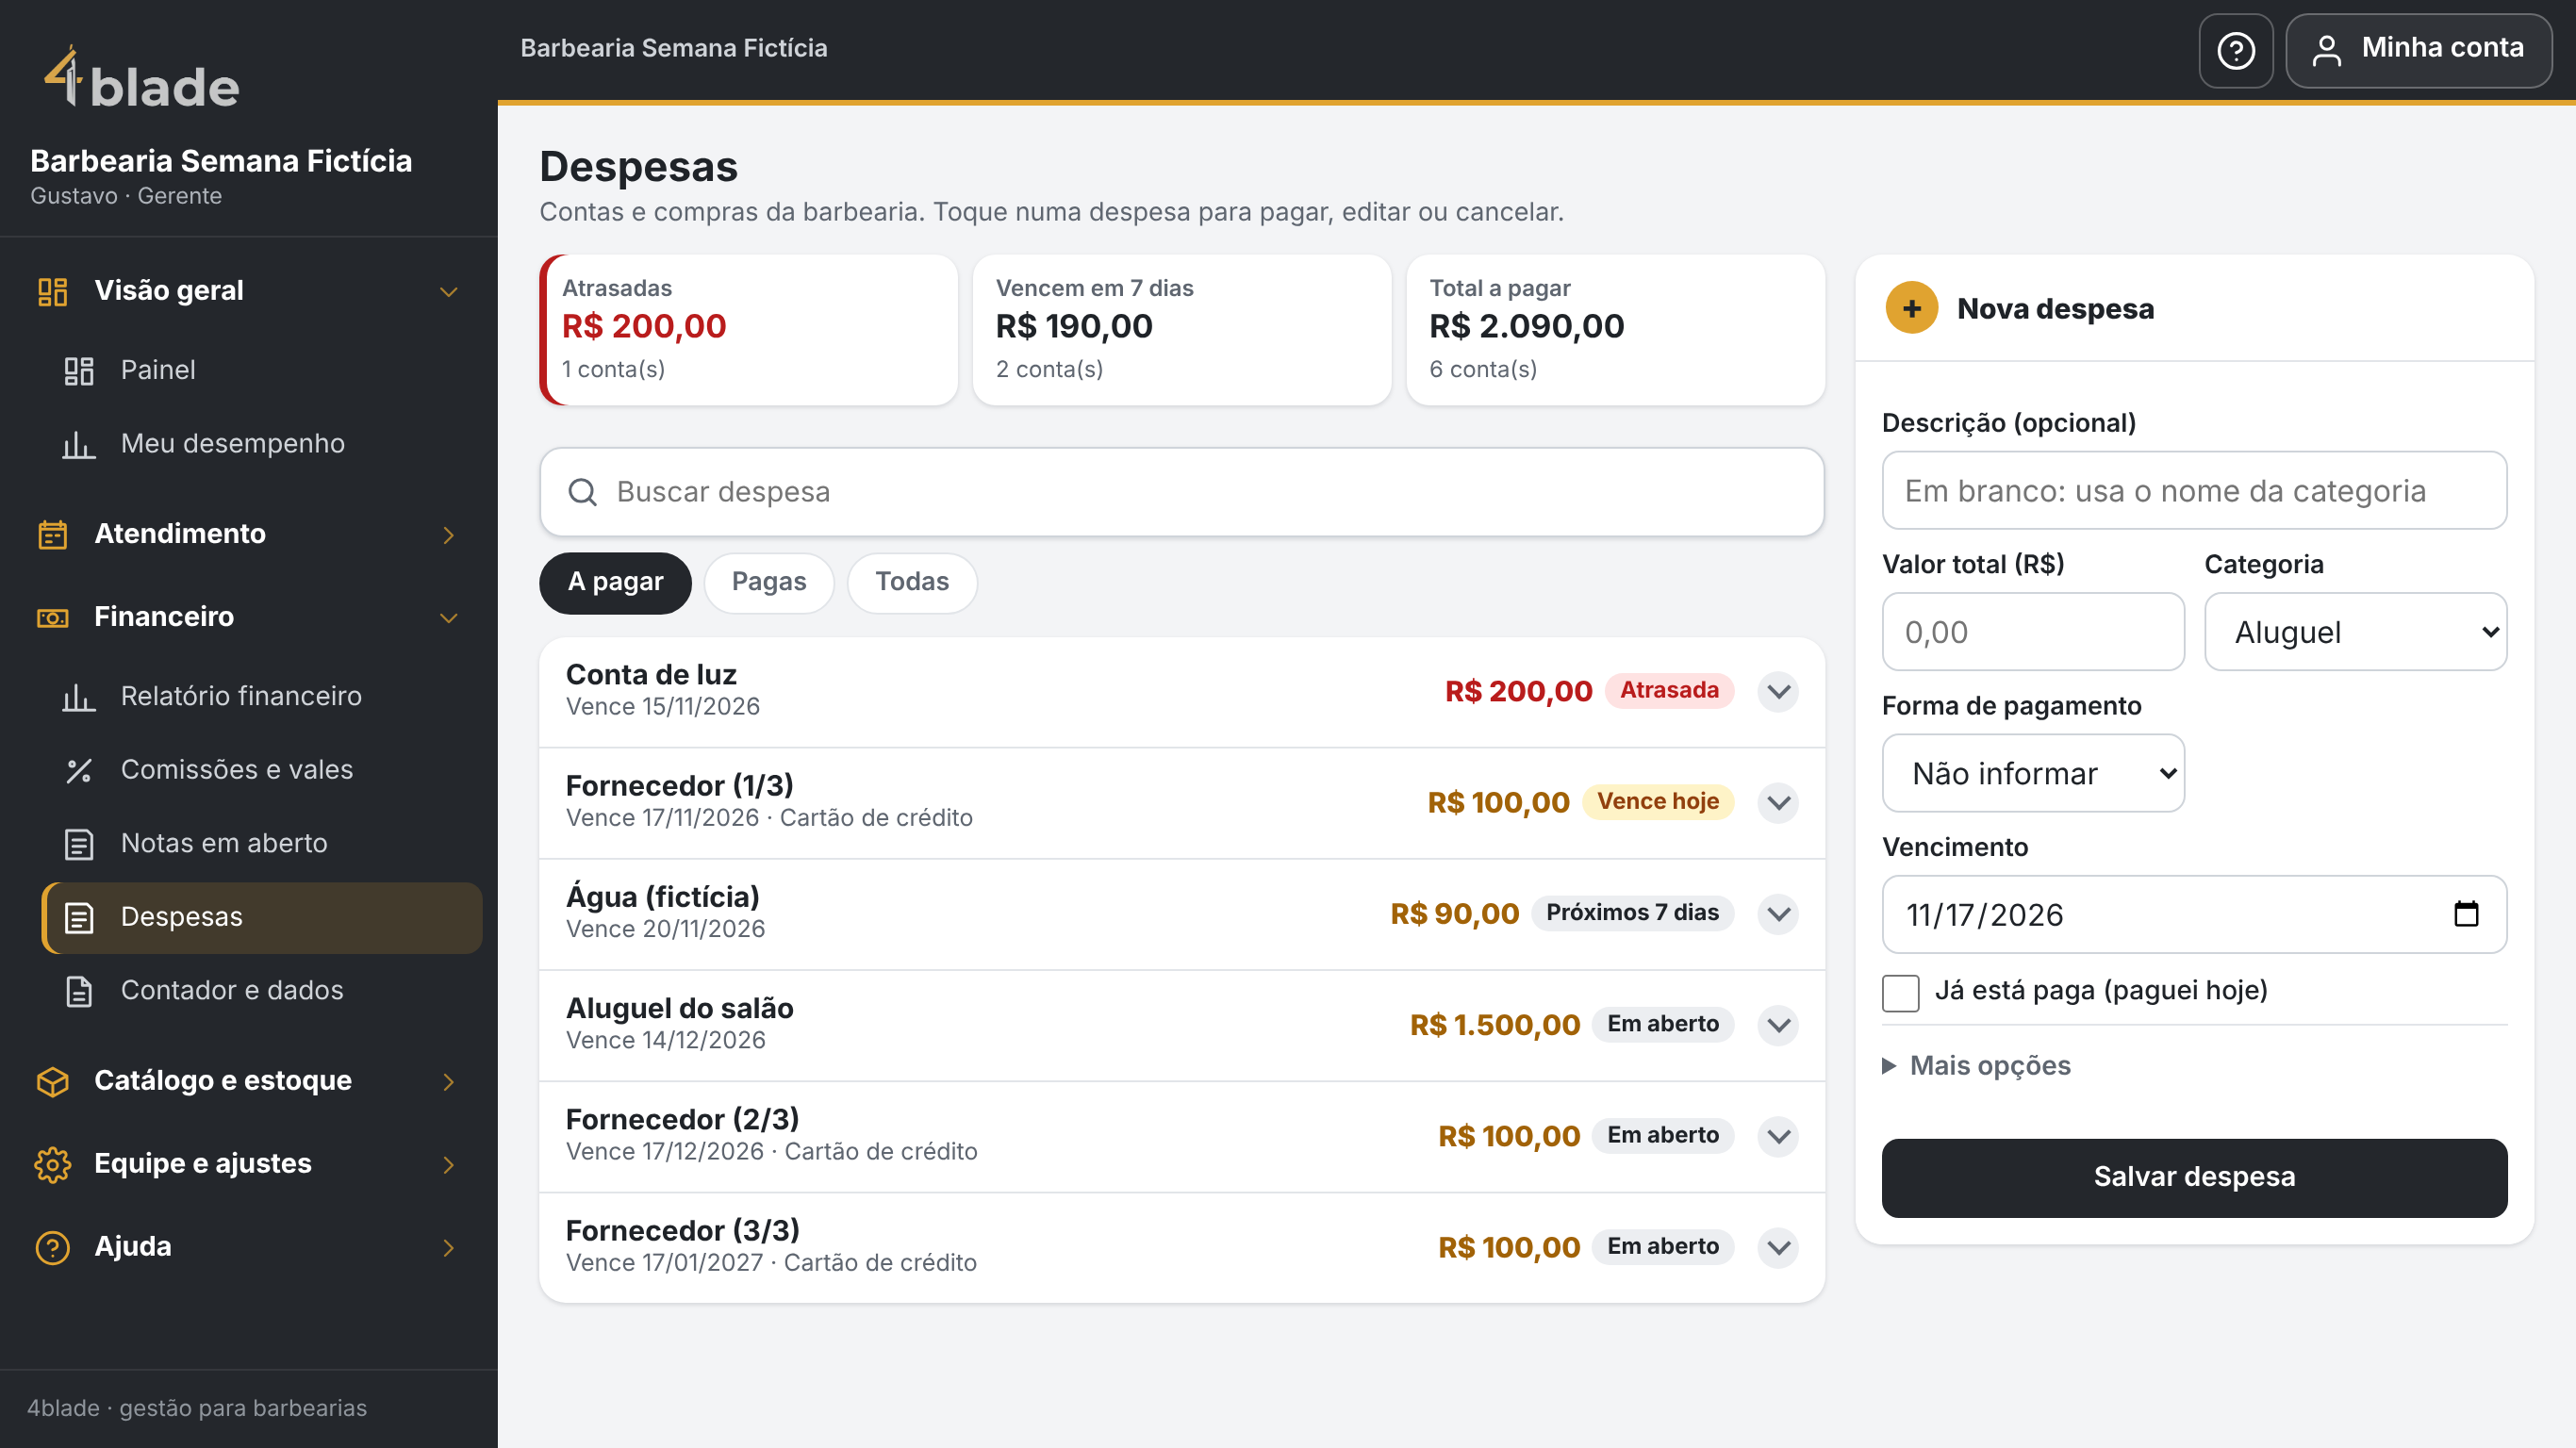 4blade
Barbearia Semana Fictícia
Gustavo · Gerente
Visão geral
Painel
Meu desempenho
Atendimento
Financeiro
Relatório financeiro
Comissões e vales
Notas em aberto
Despesas
Contador e dados
Catálogo e estoque
Equipe e ajustes
Ajuda
4blade · gestão para barbearias
Barbearia Semana Fictícia
Minha conta
Despesas
Contas e compras da barbearia. Toque numa despesa para pagar, editar ou cancelar.
Atrasadas
R$ 200,00
1 conta(s)
Vencem em 7 dias
R$ 190,00
2 conta(s)
Total a pagar
R$ 2.090,00
6 conta(s)
Buscar despesa
A pagar Pagas Todas
Conta de luz
Vence 15/11/2026
R$ 200,00 Atrasada
Fornecedor (1/3)
Vence 17/11/2026 · Cartão de crédito
R$ 100,00 Vence hoje
Água (fictícia)
Vence 20/11/2026
R$ 90,00 Próximos 7 dias
Aluguel do salão
Vence 14/12/2026
R$ 1.500,00 Em aberto
Fornecedor (2/3)
Vence 17/12/2026 · Cartão de crédito
R$ 100,00 Em aberto
Fornecedor (3/3)
Vence 17/01/2027 · Cartão de crédito
R$ 100,00 Em aberto
+ Nova despesa
Descrição (opcional)
Em branco: usa o nome da categoria
Valor total (R$)
0,00
Categoria
Aluguel
Forma de pagamento
Não informar
Vencimento
11/17/2026
Já está paga (paguei hoje)
Mais opções
Salvar despesa